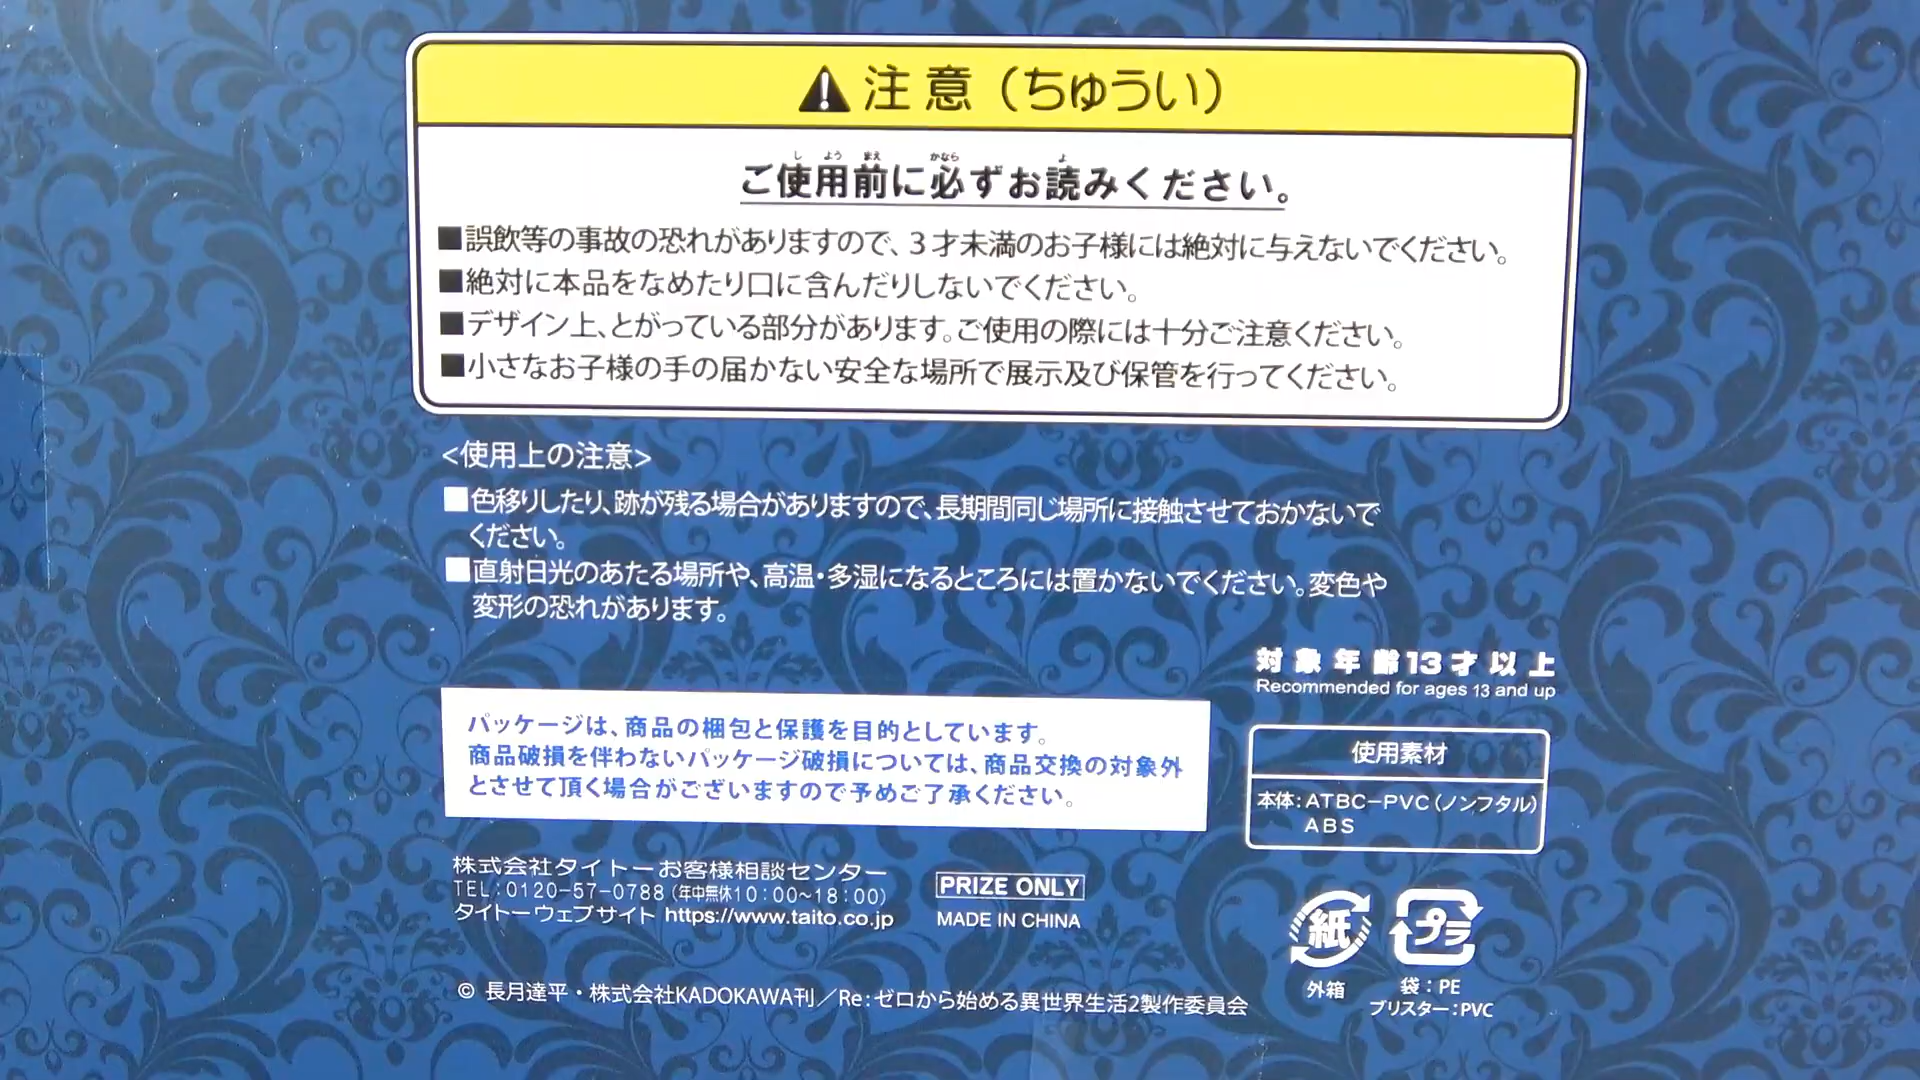 注意（ちゅうい）
ご使用前に必ずお読みください。
■誤飲等の事故の恐れがありますので、３才未満のお子様には絶対に与えないでください。
■絶対に本品をなめたり口に含んだりしないでください。
■デザイン上、とがっている部分があります。ご使用の際には十分ご注意ください。
■小さなお子様の手の届かない安全な場所で展示及び保管を行ってください。
<使用上の注意>
■色移りしたり、跡が残る場合がありますので、長期間同じ場所に接触させておかないで
ください。
■直射日光のあたる場所や、高温・多湿になるところには置かないでください。変色や
変形の恐れがあります。
対象年齢13才以上
Recommended for ages 13 and up
パッケージは、商品の梱包と保護を目的としています。
商品破損を伴わないパッケージ破損については、商品交換の対象外
とさせて頂く場合がございますので予めご了承ください。
使用素材
本体：ATBC−PVC（ノンフタル）
ABS
株式会社タイトーお客様相談センター
TEL：0120−57−0788（年中無休10：00〜18：00）
タイトーウェブサイト https://www.taito.co.jp
PRIZE ONLY
MADE IN CHINA
紙
プラ
外箱
袋：PE
ブリスター：PVC
© 長月達平・株式会社KADOKAWA刊／Re：ゼロから始める異世界生活2製作委員会